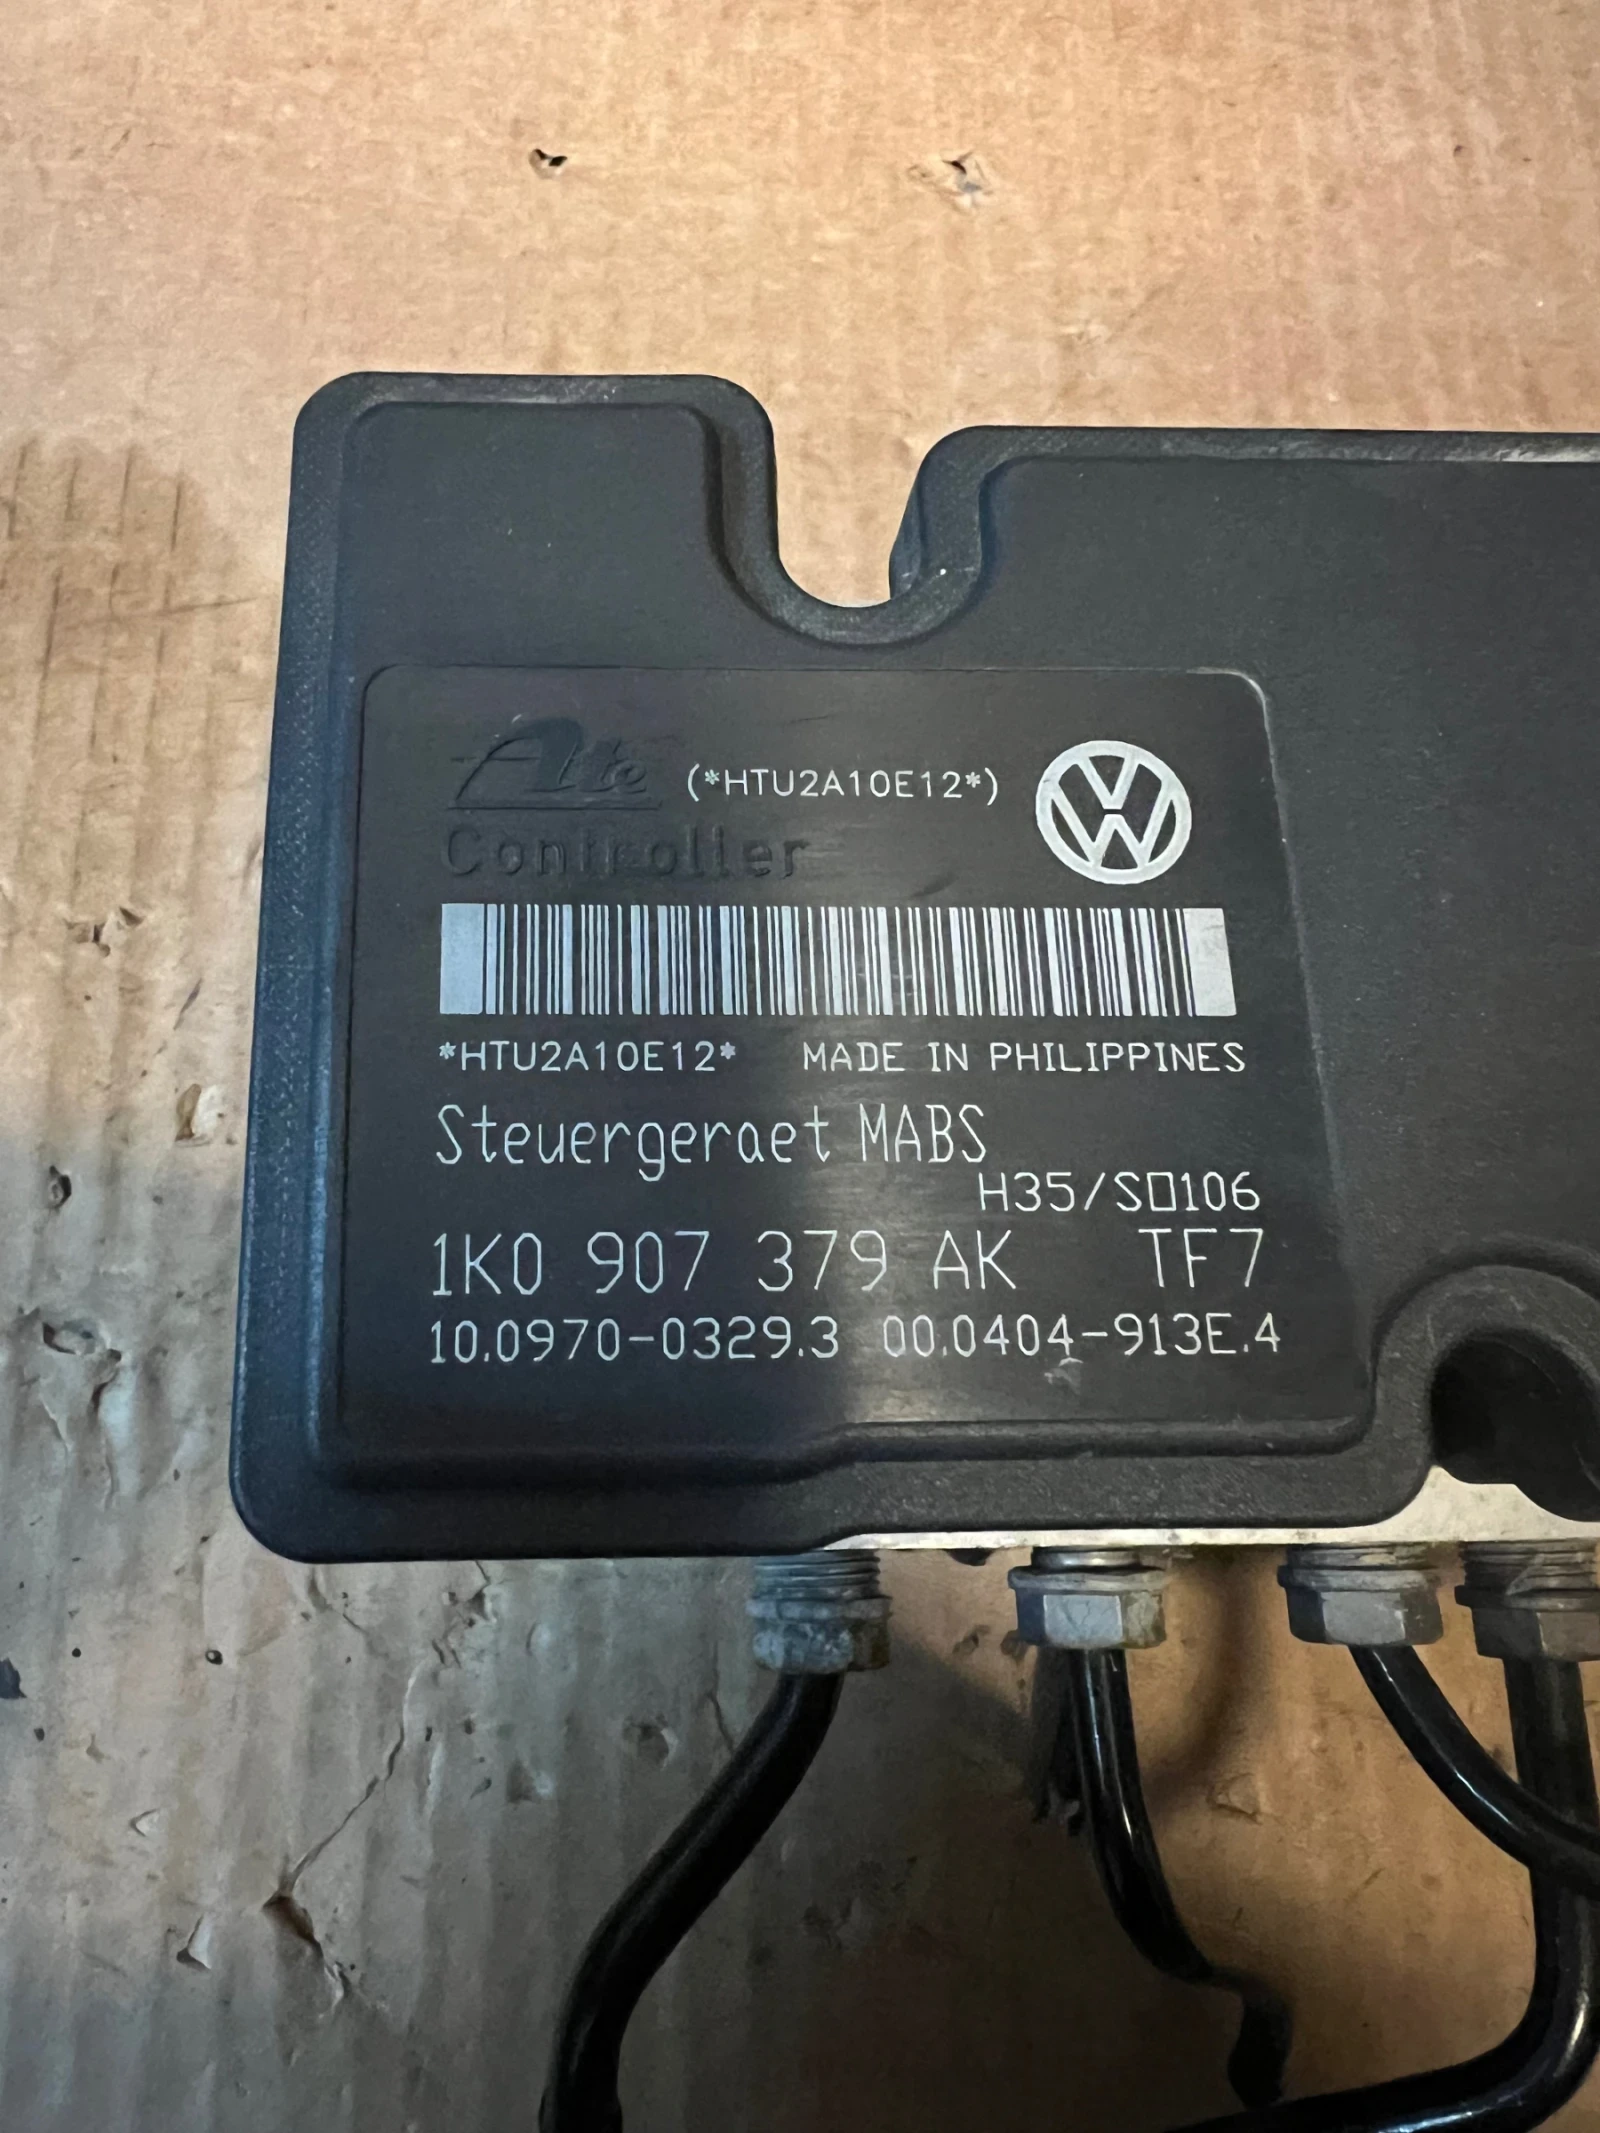 Ate (*HTU2A10E12*)
Controller
*HTU2A10E12* MADE IN PHILIPPINES
Steuergeraet MABS
H35/S□106
1K0 907 379 AK TF7
10.0970-0329.3 00.0404-913E.4